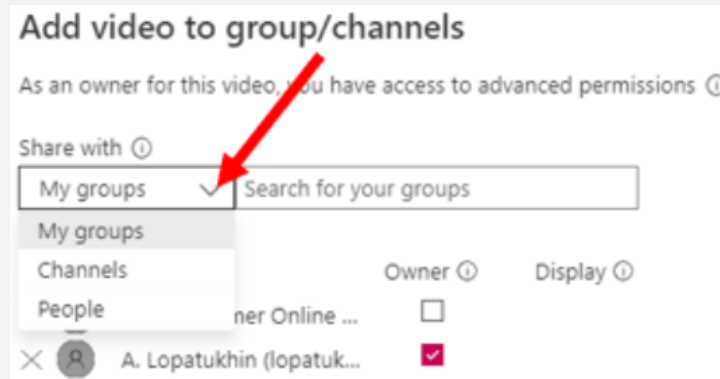 Add video to group/channels
As an owner for this video, you have access to advanced permissions
Share with
My groups Search for your groups
My groups
Channels
People
Owner Display
Online ...
A. Lopatukhin (lopatuk...